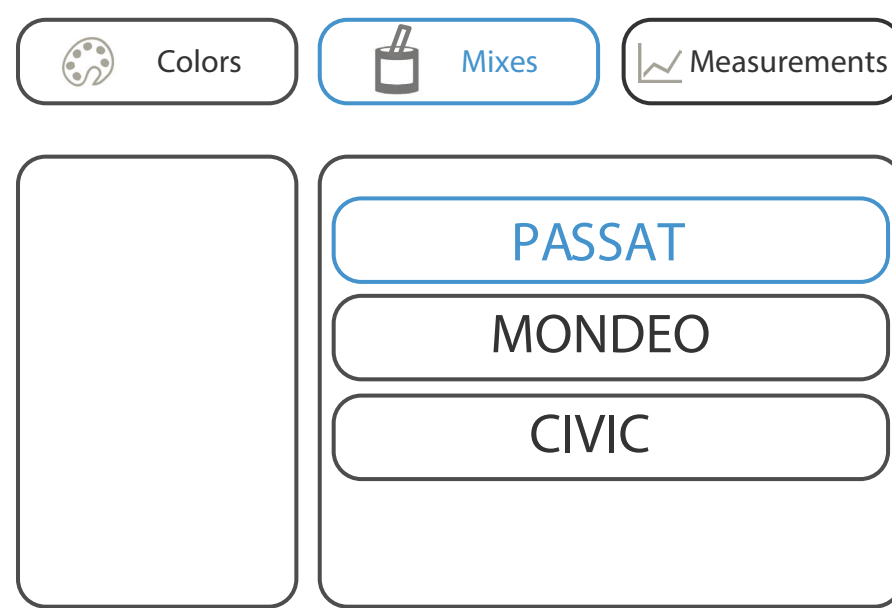 Colors
Mixes
Measurements
PASSAT
MONDEO
CIVIC